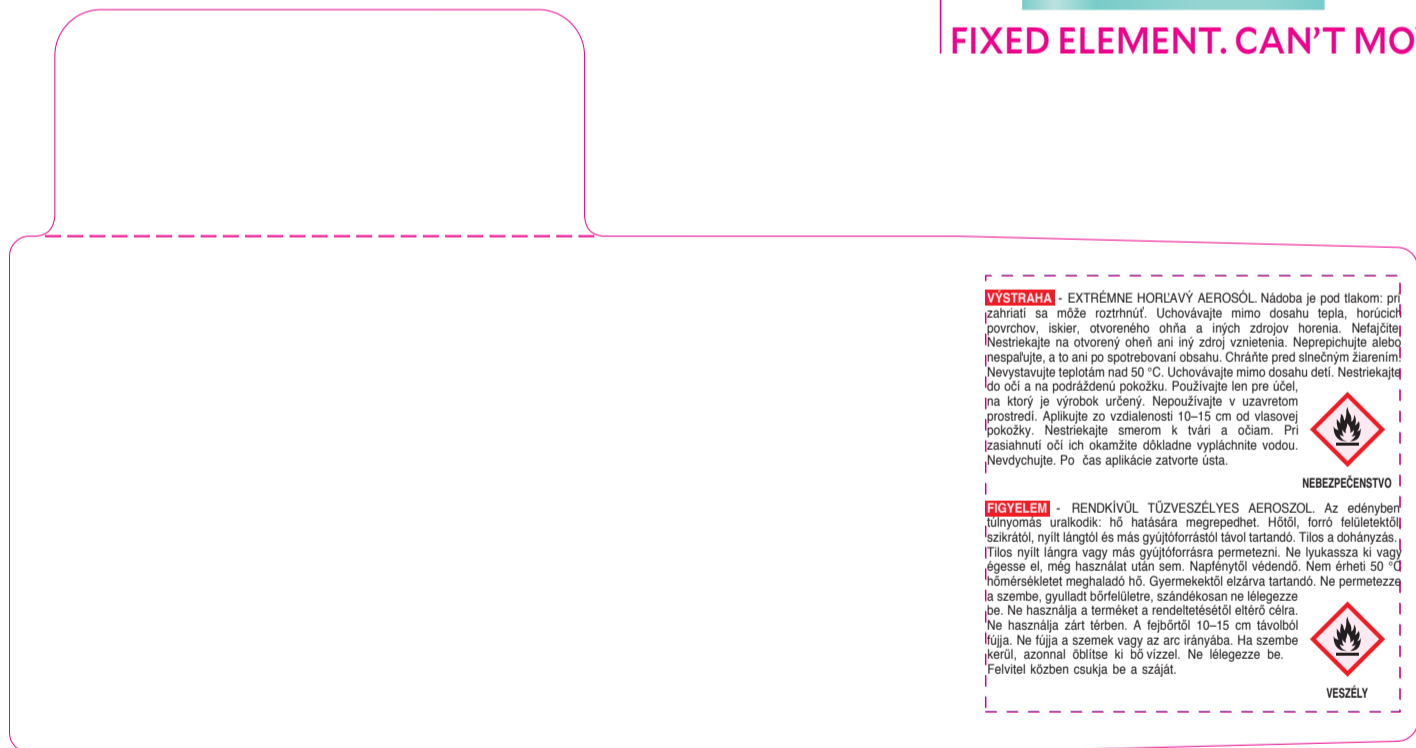 FIXED ELEMENT. CAN'T MO
VÝSTRAHA - EXTRÉMNE HORĽAVÝ AEROSÓL. Nádoba je pod tlakom: pri
zahriatí sa môže roztrhnúť. Uchovávajte mimo dosahu tepla, horúcich
povrchov, iskier, otvoreného ohňa a iných zdrojov horenia. Nefajčite.
Nestriekajte na otvorený oheň ani iný zdroj vznietenia. Neprepichujte alebo
nespaľujte, a to ani po spotrebovaní obsahu. Chráňte pred slnečným žiarením.
Nevystavujte teplotám nad 50 °C. Uchovávajte mimo dosahu detí. Nestriekajte
do očí a na podráždenú pokožku. Používajte len pre účel,
na ktorý je výrobok určený. Nepoužívajte v uzavretom
prostredí. Aplikujte zo vzdialenosti 10–15 cm od vlasovej
pokožky. Nestriekajte smerom k tvári a očiam. Pri
zasiahnutí očí ich okamžite dôkladne vypláchnite vodou.
Nevdychujte. Po čas aplikácie zatvorte ústa.
NEBEZPEČENSTVO
FIGYELEM - RENDKÍVÜL TŰZVESZÉLYES AEROSZOL. Az edényben
túlnyomás uralkodik: hő hatására megrepedhet. Hőtől, forró felületektől,
szikrától, nyílt lángtól és más gyújtóforrástól távol tartandó. Tilos a dohányzás.
Tilos nyílt lángra vagy más gyújtóforrásra permetezni. Ne lyukassza ki vagy
égesse el, még használat után sem. Napfénytől védendő. Nem érheti 50 °C
hőmérsékletet meghaladó hő. Gyermekektől elzárva tartandó. Ne permetezze
a szembe, gyulladt bőrfelületre, szándékosan ne lélegezze
be. Ne használja a terméket a rendeltetésétől eltérő célra.
Ne használja zárt térben. A fejbőrtől 10–15 cm távolból
fújja. Ne fújja a szemek vagy az arc irányába. Ha szembe
kerül, azonnal öblítse ki bő vízzel. Ne lélegezze be.
Felvitel közben csukja be a száját.
VESZÉLY